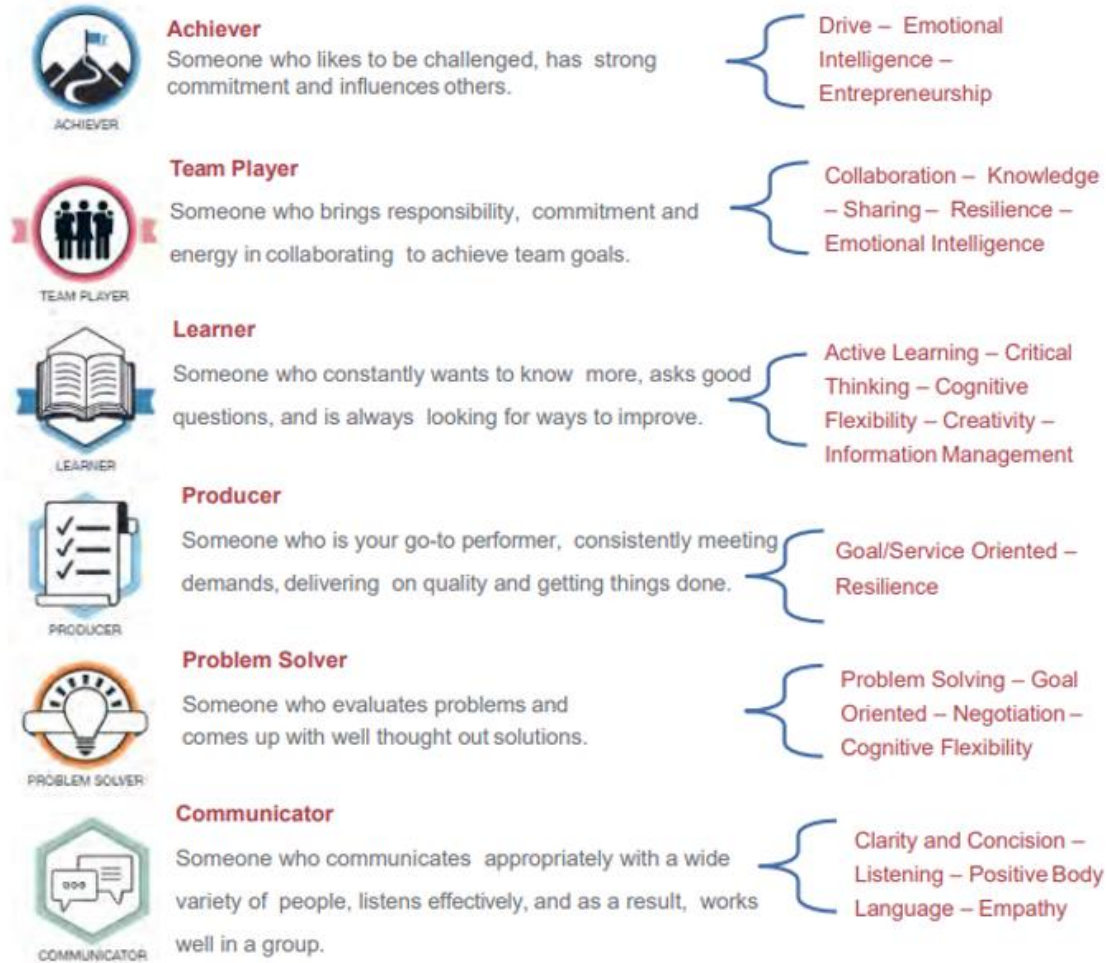 Achiever
Someone who likes to be challenged, has strong
commitment and influences others.
Drive – Emotional
Intelligence –
Entrepreneurship
ACHIEVER
Team Player
Someone who brings responsibility, commitment and
energy in collaborating to achieve team goals.
Collaboration – Knowledge
– Sharing – Resilience –
Emotional Intelligence
TEAM PLAYER
Learner
Someone who constantly wants to know more, asks good
questions, and is always looking for ways to improve.
Active Learning – Critical
Thinking – Cognitive
Flexibility – Creativity –
Information Management
LEARNER
Producer
Someone who is your go-to performer, consistently meeting
demands, delivering on quality and getting things done.
Goal/Service Oriented –
Resilience
PRODUCER
Problem Solver
Someone who evaluates problems and
comes up with well thought out solutions.
Problem Solving – Goal
Oriented – Negotiation –
Cognitive Flexibility
PROBLEM SOLVER
Communicator
Someone who communicates appropriately with a wide
variety of people, listens effectively, and as a result, works
well in a group.
Clarity and Concision –
Listening – Positive Body
Language – Empathy
COMMUNICATOR